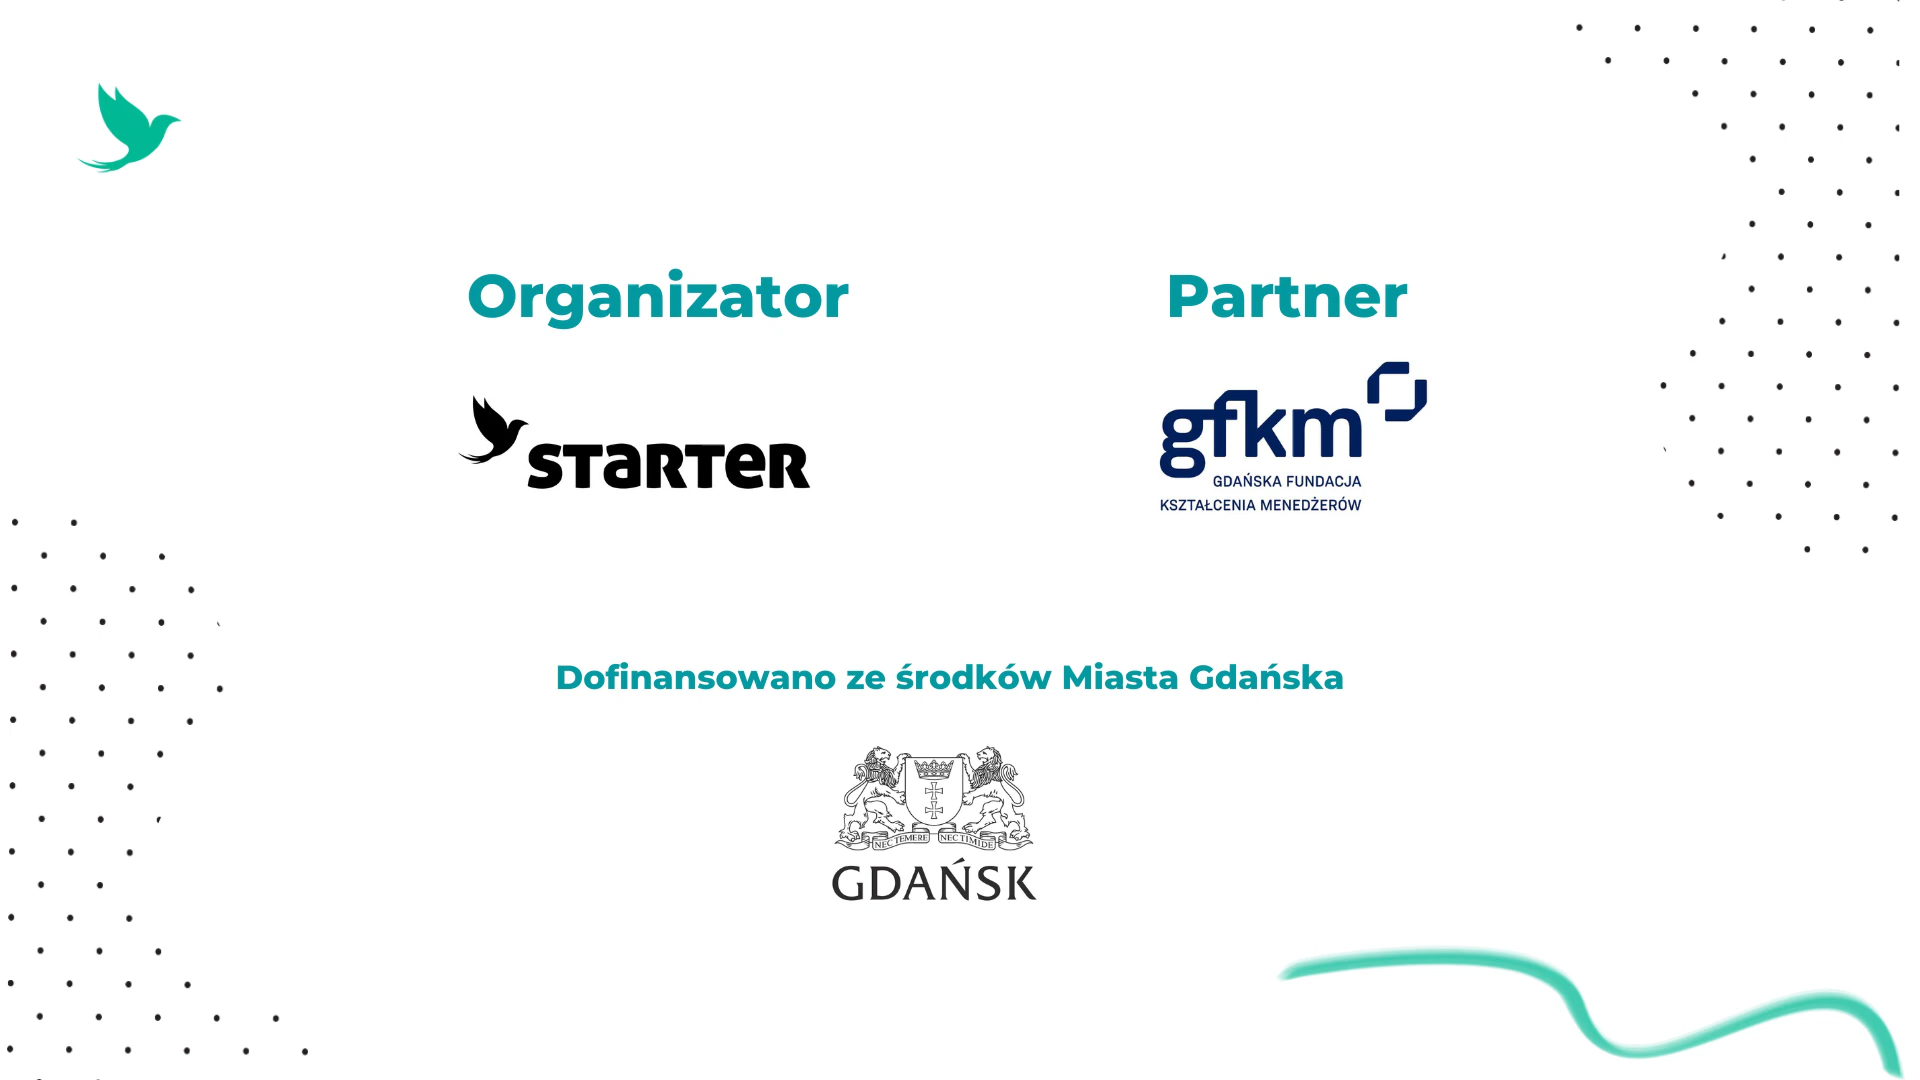 Organizator
Partner
STaRTeR
gfkm
GDAŃSKA FUNDACJA
KSZTAŁCENIA MENEDŻERÓW
Dofinansowano ze środków Miasta Gdańska
NEC TEMERE NEC TIMIDE
GDAŃSK